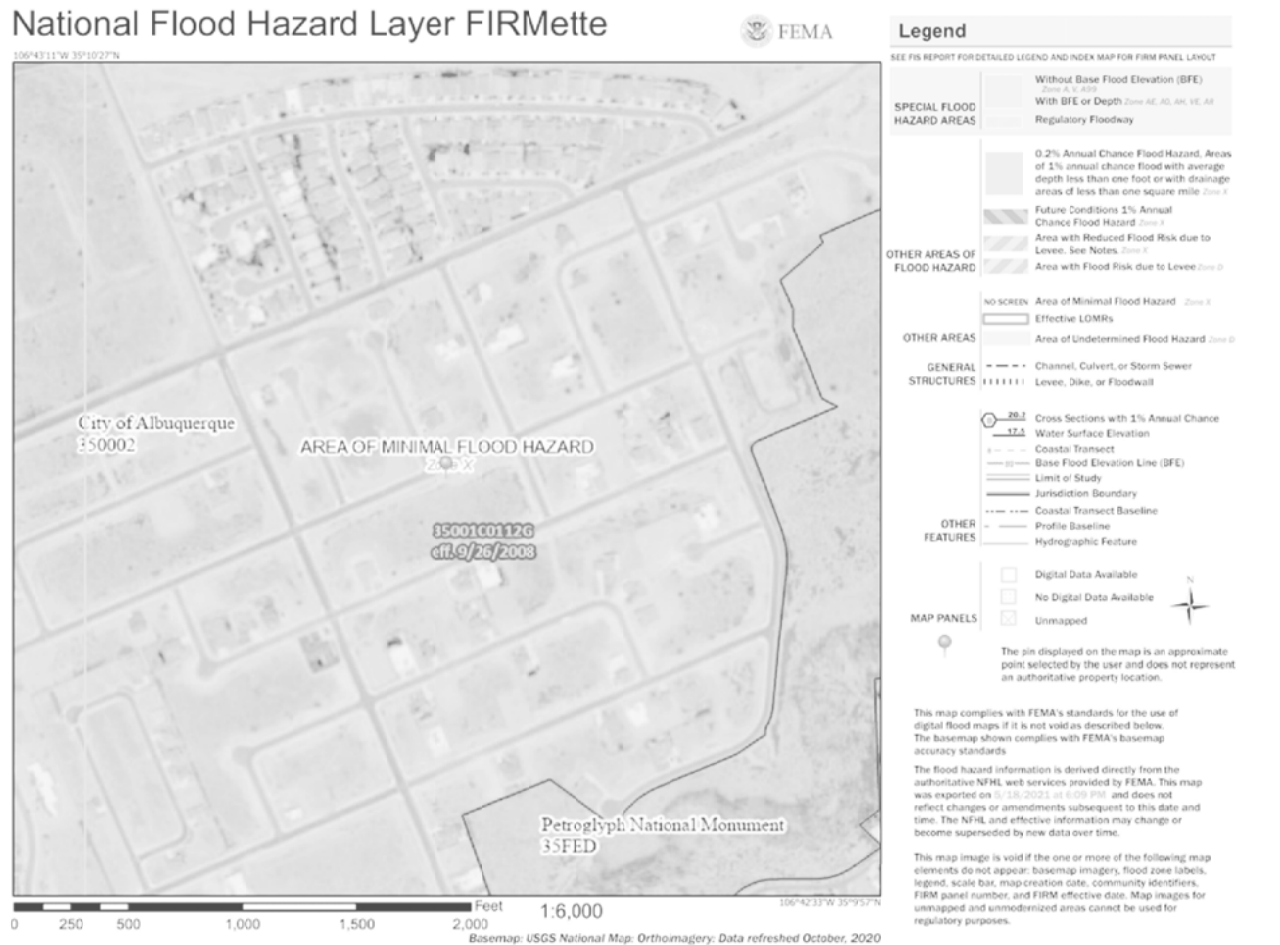 National Flood Hazard Layer FIRMette
FEMA
106°43'11"W 35°10'27"N
City of Albuquerque
350002
AREA OF MINIMAL FLOOD HAZARD
Zone X
35001C0112G
eff. 9/26/2008
Petroglyph National Monument
35FED
106°42'33"W 35°9'57"N
0 250 500 1,000 1,500 2,000 Feet
1:6,000
Basemap: USGS National Map: Orthoimagery: Data refreshed October, 2020
Legend
SEE FIS REPORT FOR DETAILED LEGEND AND INDEX MAP FOR FIRM PANEL LAYOUT
SPECIAL FLOOD
HAZARD AREAS
Without Base Flood Elevation (BFE)
Zone A, V, A99
With BFE or Depth Zone AE, AO, AH, VE, AR
Regulatory Floodway
0.2% Annual Chance Flood Hazard, Areas
of 1% annual chance flood with average
depth less than one foot or with drainage
areas of less than one square mile Zone X
Future Conditions 1% Annual
Chance Flood Hazard Zone X
Area with Reduced Flood Risk due to
Levee. See Notes. Zone X
Area with Flood Risk due to Levee Zone D
OTHER AREAS OF
FLOOD HAZARD
NO SCREEN Area of Minimal Flood Hazard Zone X
Effective LOMRs
Area of Undetermined Flood Hazard Zone D
OTHER AREAS
GENERAL
STRUCTURES
Channel, Culvert, or Storm Sewer
Levee, Dike, or Floodwall
20.2 Cross Sections with 1% Annual Chance
17.5 Water Surface Elevation
Coastal Transect
Base Flood Elevation Line (BFE)
Limit of Study
Jurisdiction Boundary
Coastal Transect Baseline
Profile Baseline
Hydrographic Feature
OTHER
FEATURES
Digital Data Available
No Digital Data Available
Unmapped
MAP PANELS
N
The pin displayed on the map is an approximate
point selected by the user and does not represent
an authoritative property location.
This map complies with FEMA's standards for the use of
digital flood maps if it is not void as described below.
The basemap shown complies with FEMA's basemap
accuracy standards
The flood hazard information is derived directly from the
authoritative NFHL web services provided by FEMA. This map
was exported on 5/18/2021 at 6:09 PM and does not
reflect changes or amendments subsequent to this date and
time. The NFHL and effective information may change or
become superseded by new data over time.
This map image is void if the one or more of the following map
elements do not appear: basemap imagery, flood zone labels,
legend, scale bar, map creation date, community identifiers,
FIRM panel number, and FIRM effective date. Map images for
unmapped and unmodernized areas cannot be used for
regulatory purposes.